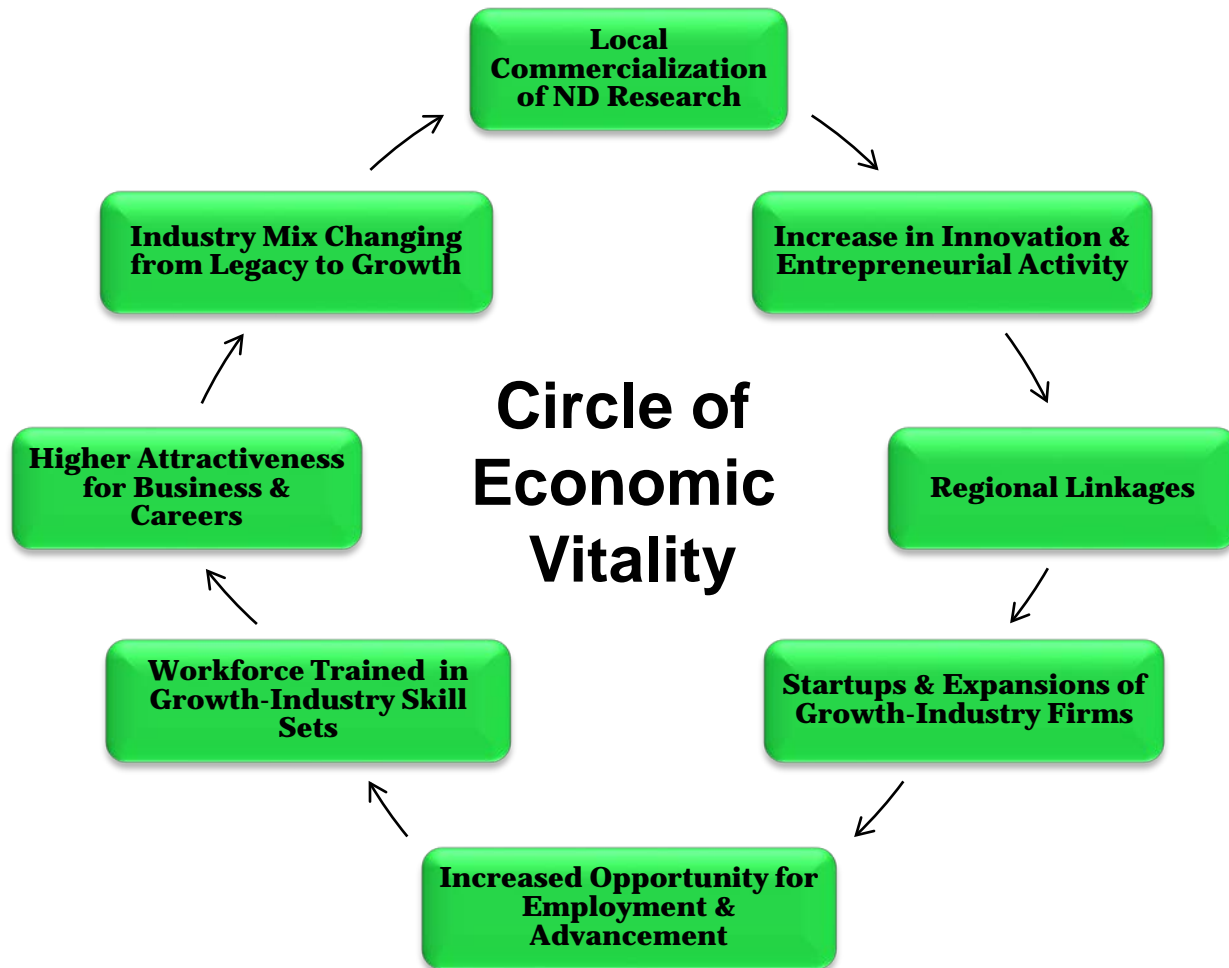 Local
Commercialization
of ND Research
Increase in Innovation &
Entrepreneurial Activity
Regional Linkages
Startups & Expansions of
Growth-Industry Firms
Increased Opportunity for
Employment &
Advancement
Workforce Trained in
Growth-Industry Skill
Sets
Higher Attractiveness
for Business &
Careers
Industry Mix Changing
from Legacy to Growth
Circle of
Economic
Vitality